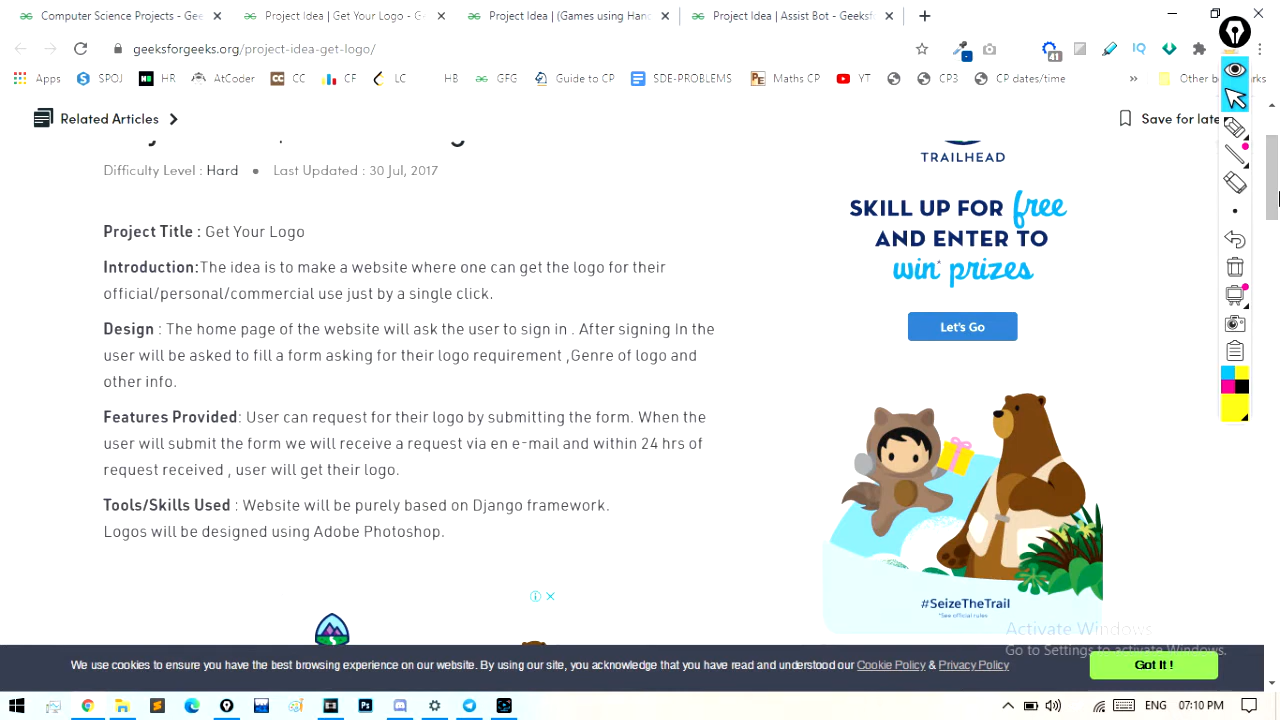 Computer Science Projects - Gee
Project Idea | Get Your Logo - G
Project Idea | (Games using Han
Project Idea | Assist Bot - Geeksf
geeksforgeeks.org/project-idea-get-logo/
41
IQ
Apps SPOJ HR AtCoder CC CF LC HB GFG Guide to CP SDE-PROBLEMS Maths CP YT CP3 CP dates/time » Other bookmarks
Related Articles
Save for late
Difficulty Level : Hard ● Last Updated : 30 Jul, 2017
Project Title : Get Your Logo
Introduction:The idea is to make a website where one can get the logo for their
official/personal/commercial use just by a single click.
Design : The home page of the website will ask the user to sign in . After signing In the
user will be asked to fill a form asking for their logo requirement ,Genre of logo and
other info.
Features Provided: User can request for their logo by submitting the form. When the
user will submit the form we will receive a request via en e-mail and within 24 hrs of
request received , user will get their logo.
Tools/Skills Used : Website will be purely based on Django framework.
Logos will be designed using Adobe Photoshop.
TRAILHEAD
SKILL UP FOR free
AND ENTER TO
win* prizes
Let's Go
#SeizeTheTrail
*See official rules
Activate Windows
Go to Settings to activate Windows.
We use cookies to ensure you have the best browsing experience on our website. By using our site, you acknowledge that you have read and understood our Cookie Policy & Privacy Policy
Got It !
ENG 07:10 PM